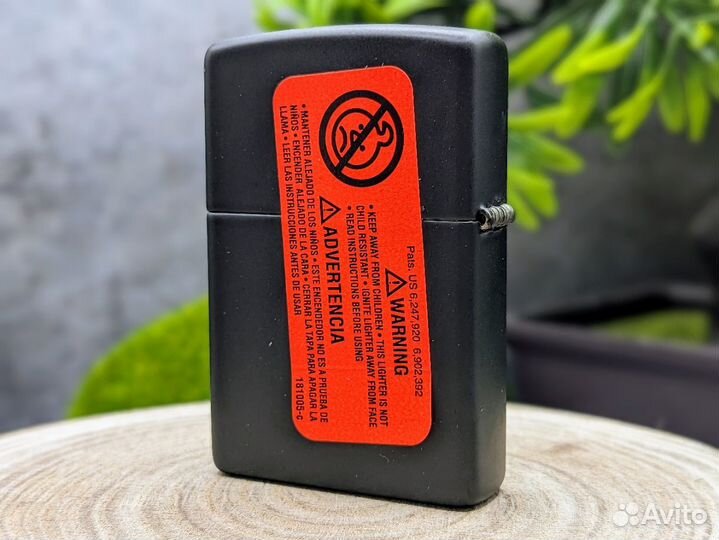 Pats. US 6,247,920 6,902,392
⚠ WARNING
• KEEP AWAY FROM CHILDREN • THIS LIGHTER IS NOT
CHILD RESISTANT • IGNITE LIGHTER AWAY FROM FACE
• READ INSTRUCTIONS BEFORE USING
⚠ ADVERTENCIA
• MANTENER ALEJADO DE LOS NIÑOS • ESTE ENCENDEDOR NO ES A PRUEBA DE
NIÑOS • ENCENDER ALEJADO DE LA CARA • CERRAR LA TAPA PARA APAGAR LA
LLAMA • LEER LAS INSTRUCCIONES ANTES DE USAR
181005-c
Avito